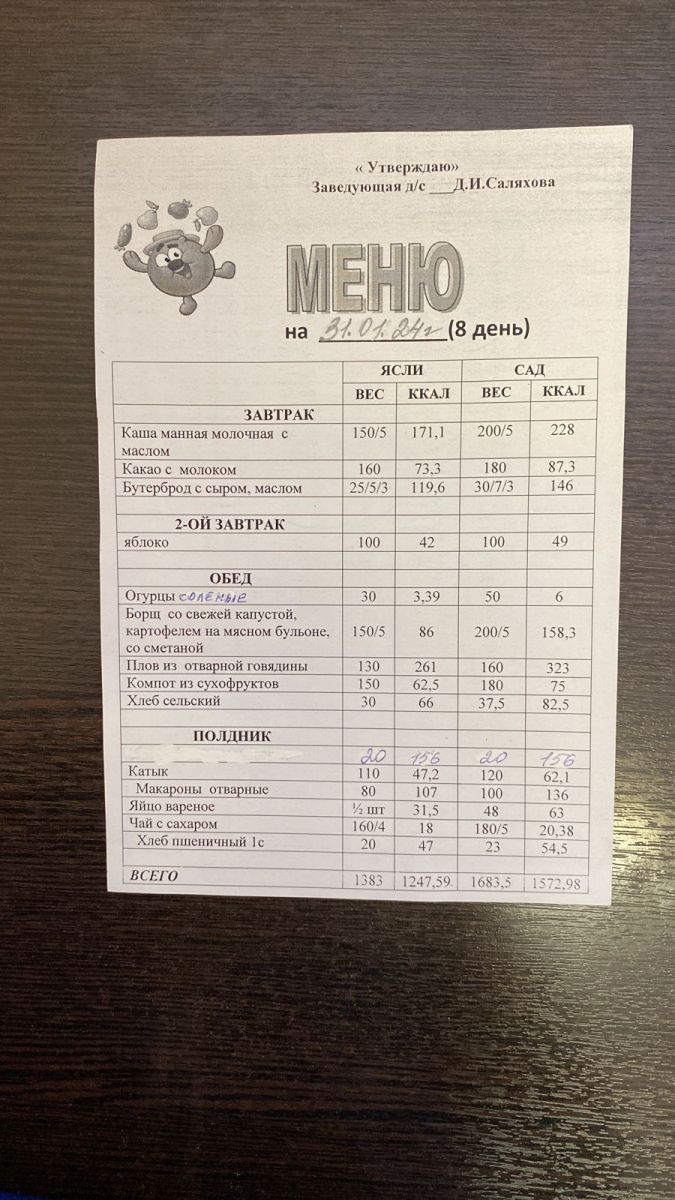 « Утверждаю»
Заведующая д/с ___Д.И.Саляхова
МЕНЮ
на 31.01.24г (8 день)
ЯСЛИ САД
ВЕС ККАЛ ВЕС ККАЛ
ЗАВТРАК
Каша манная молочная с 150/5 171,1 200/5 228
маслом
Какао с молоком 160 73,3 180 87,3
Бутерброд с сыром, маслом 25/5/3 119,6 30/7/3 146
2-ОЙ ЗАВТРАК
яблоко 100 42 100 49
ОБЕД
Огурцы солёные 30 3,39 50 6
Борщ со свежей капустой,
картофелем на мясном бульоне, 150/5 86 200/5 158,3
со сметаной
Плов из отварной говядины 130 261 160 323
Компот из сухофруктов 150 62,5 180 75
Хлеб сельский 30 66 37,5 82,5
ПОЛДНИК
20 156 20 156
Катык 110 47,2 120 62,1
Макароны отварные 80 107 100 136
Яйцо вареное ½ шт 31,5 48 63
Чай с сахаром 160/4 18 180/5 20,38
Хлеб пшеничный 1с 20 47 23 54,5
ВСЕГО 1383 1247,59 1683,5 1572,98